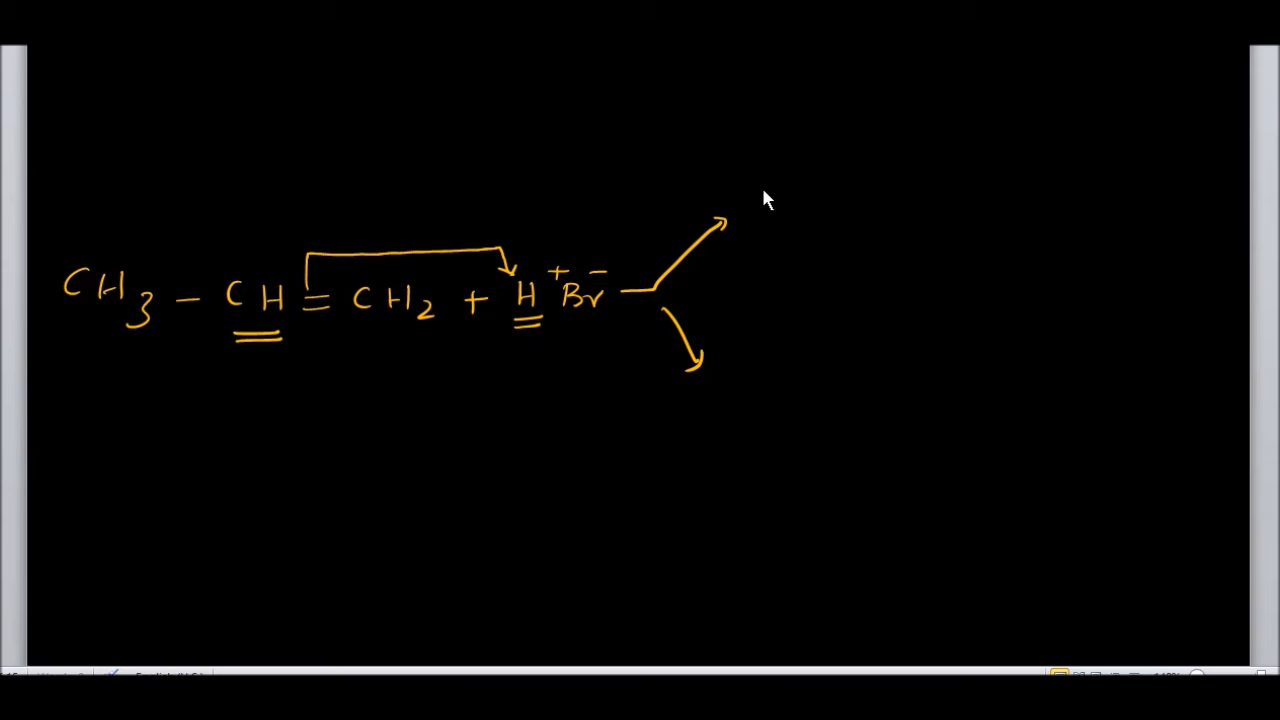 CH₃ – CH = CH₂ + H⁺Br⁻